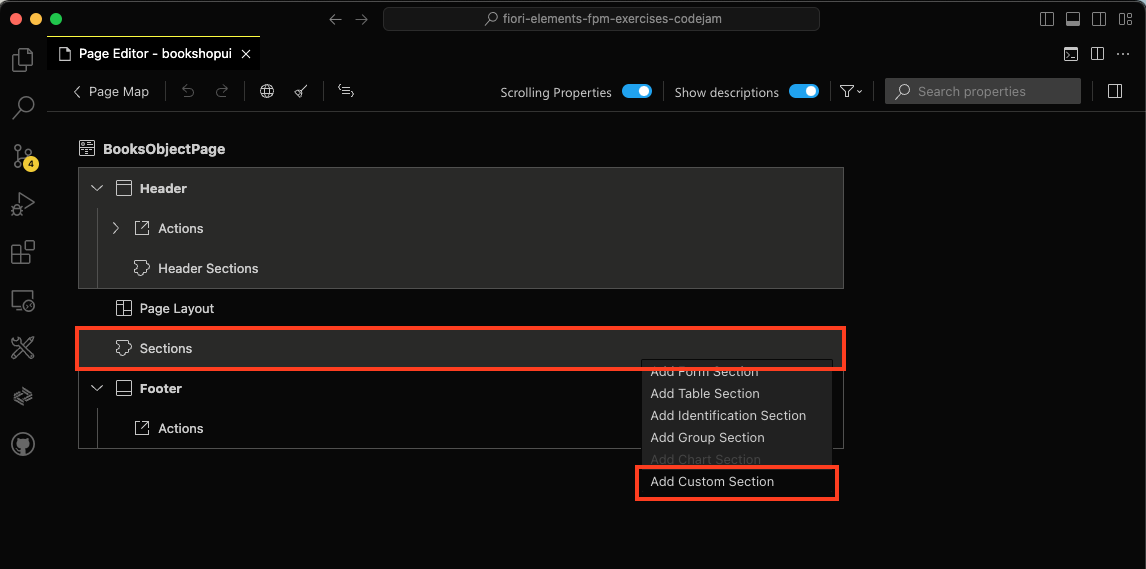 fiori-elements-fpm-exercises-codejam
Page Editor - bookshopui
Page Map
Scrolling Properties
Show descriptions
Search properties
4
BooksObjectPage
Header
Actions
Header Sections
Page Layout
Sections
Add Form Section
Footer
Add Table Section
Add Identification Section
Actions
Add Group Section
Add Chart Section
Add Custom Section